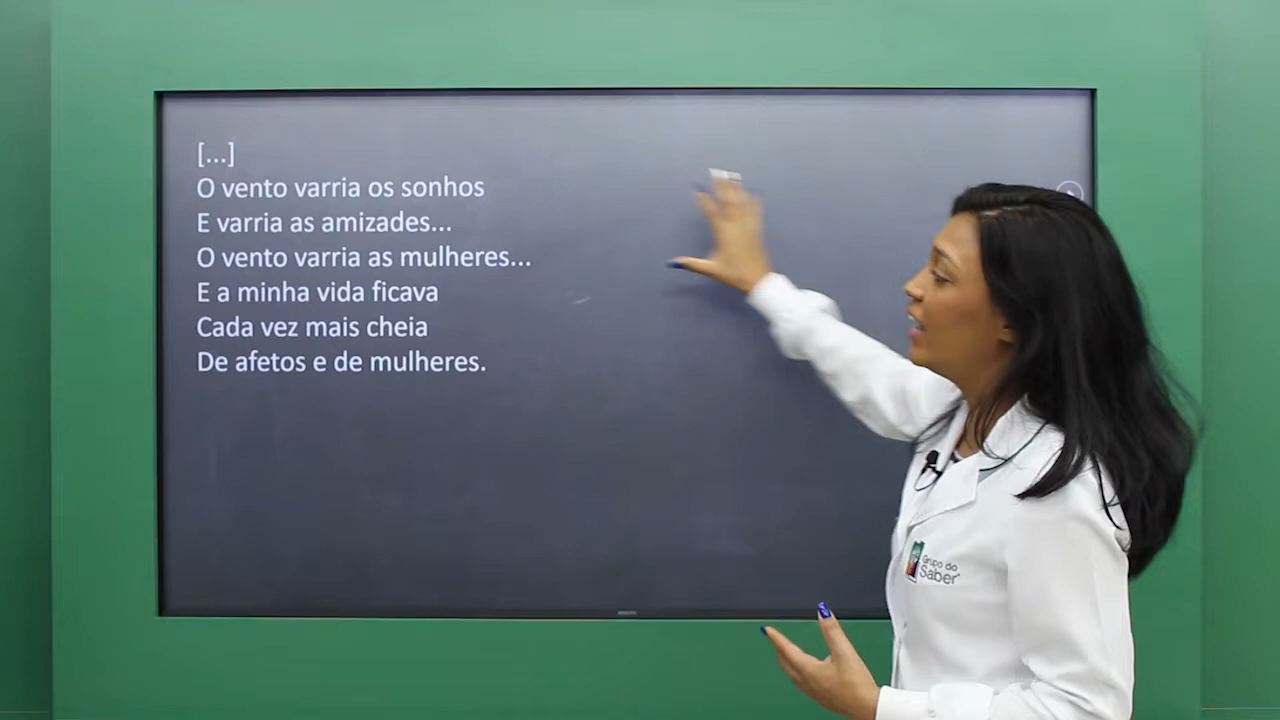 [...]
O vento varria os sonhos
E varria as amizades...
O vento varria as mulheres...
E a minha vida ficava
Cada vez mais cheia
De afetos e de mulheres.
Grupo do
Saber